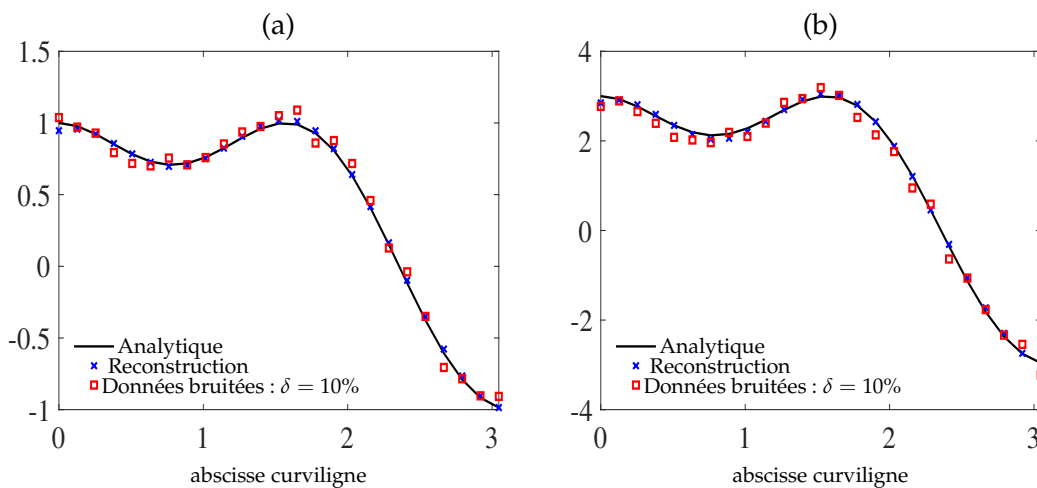 (a)
1.5
1
0.5
0
-0.5
-1
Analytique
Reconstruction
Données bruitées : δ = 10%
0 1 2 3
abscisse curviligne
(b)
4
2
0
-2
-4
Analytique
Reconstruction
Données bruitées : δ = 10%
0 1 2 3
abscisse curviligne